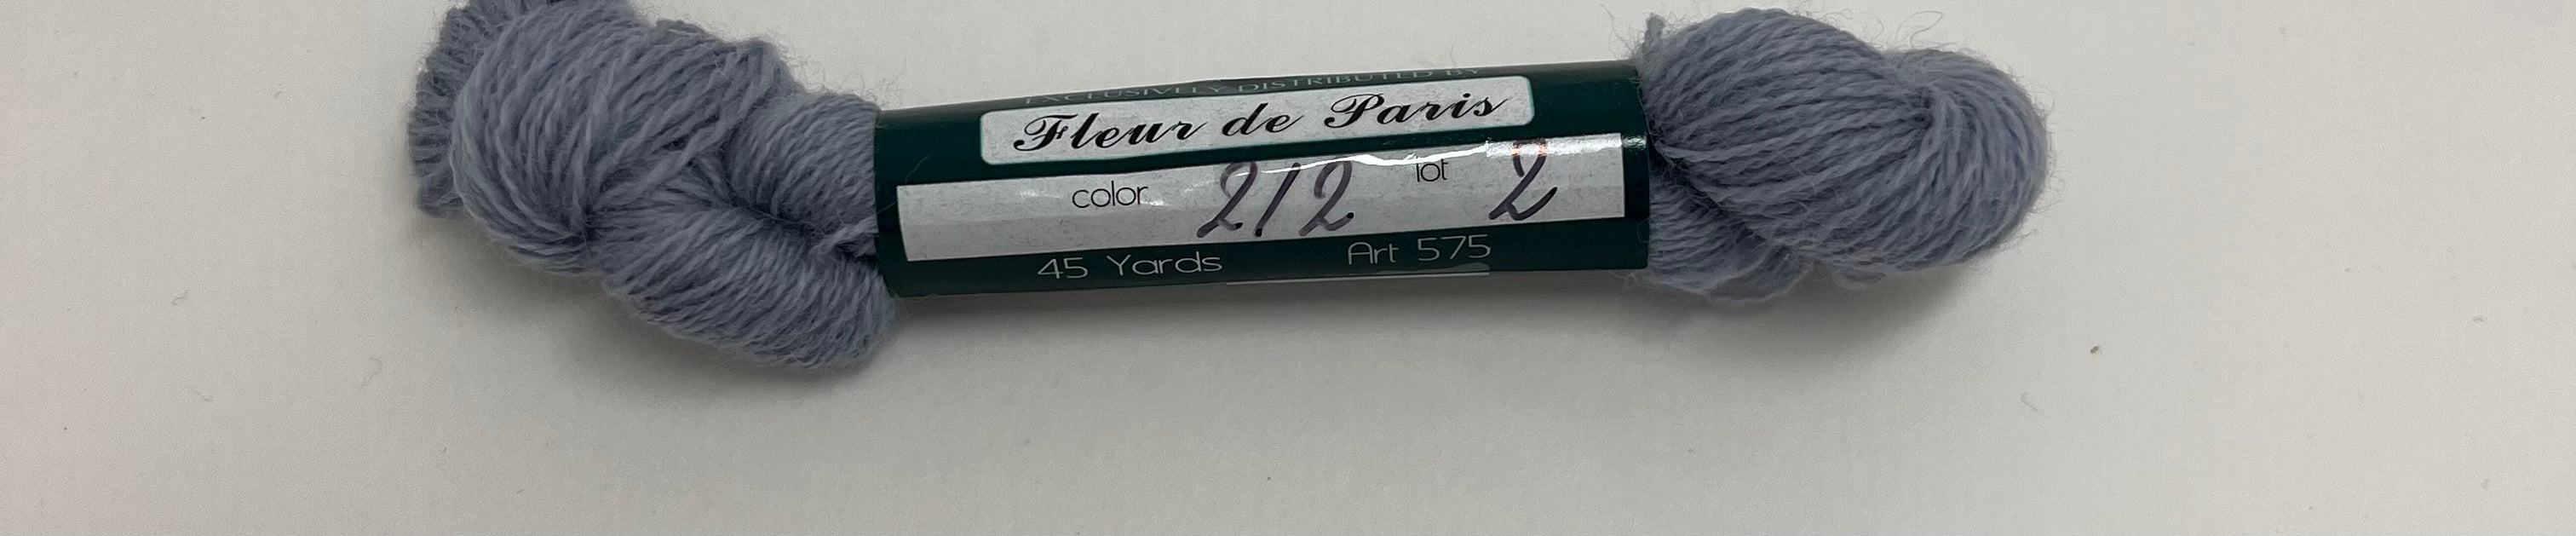 EXCLUSIVELY DISTRIBUTED BY
Fleur de Paris
color 212 lot 2
45 Yards Art 575